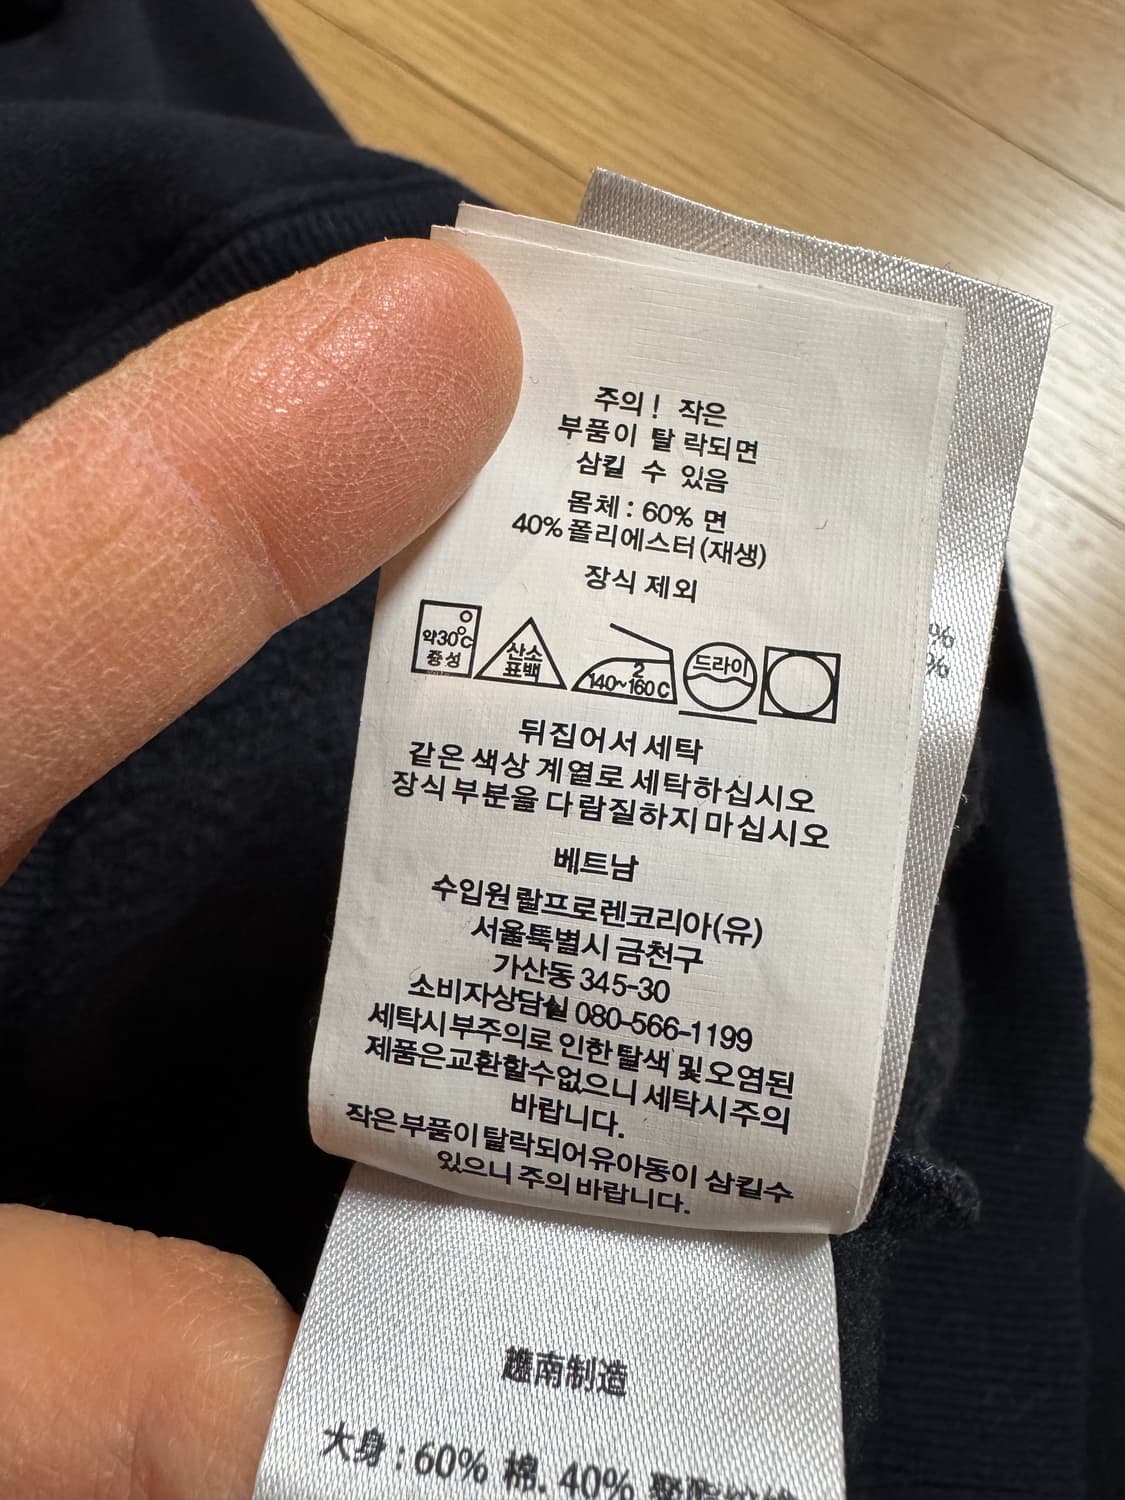 주의! 작은
부품이 탈 락되면
삼킬 수 있음
몸체 : 60% 면
40% 폴리에스터(재생)
장식 제외
약30℃
중성
산소
표백
2
140~160 C
드라이
뒤집어서 세탁
같은 색상 계열로 세탁하십시오
장식 부분을 다 람질하지 마십시오
베트남
수입원 랄프로렌코리아(유)
서울특별시 금천구
가산동 345-30
소비자상담실 080-566-1199
세탁시 부주의로 인한 탈색 및 오염된
제품은교환할수없으니 세탁시 주의
바랍니다.
작은 부품이 탈락되어유아동이 삼킬수
있으니 주의 바랍니다.
%
%
越南制造
大身 : 60% 棉. 40%